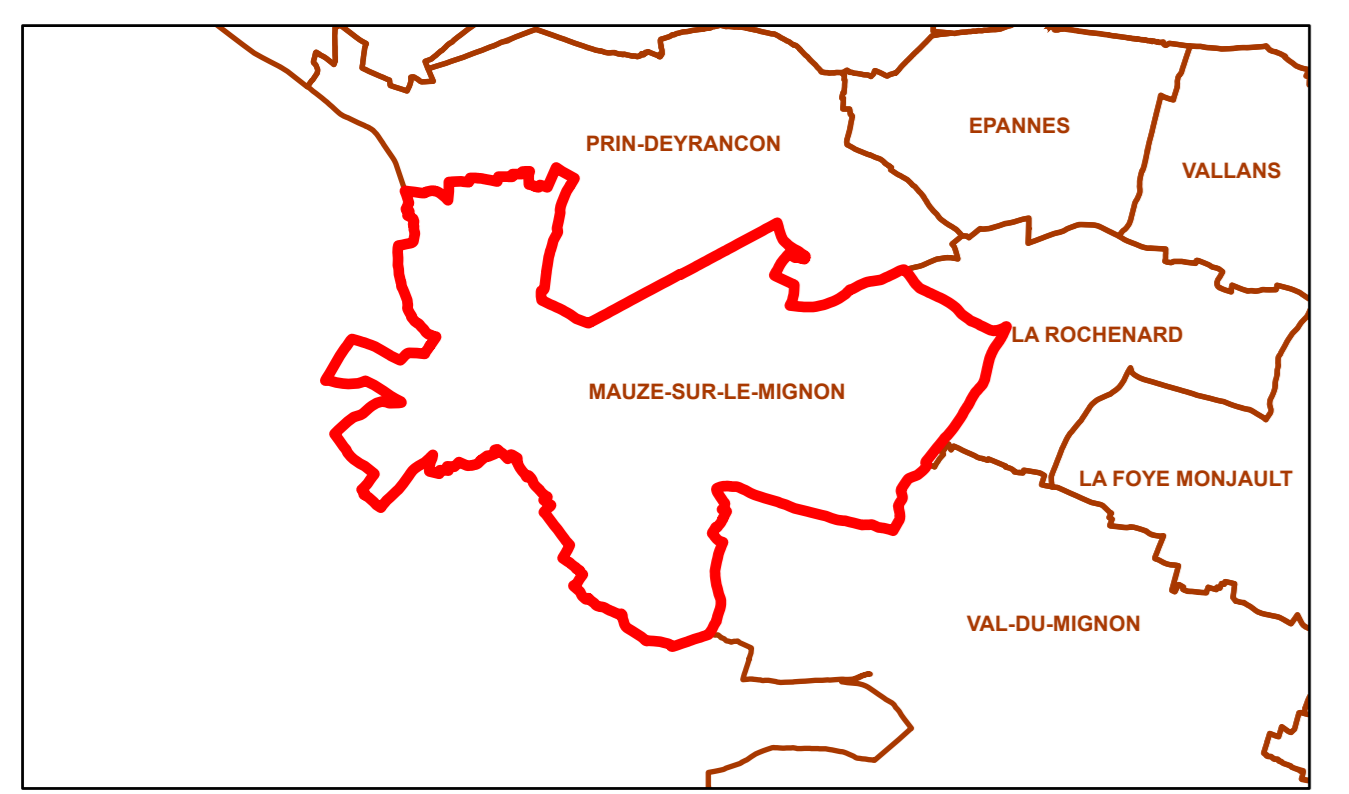 EPANNES
PRIN-DEYRANCON
VALLANS
LA ROCHENARD
MAUZE-SUR-LE-MIGNON
LA FOYE MONJAULT
VAL-DU-MIGNON